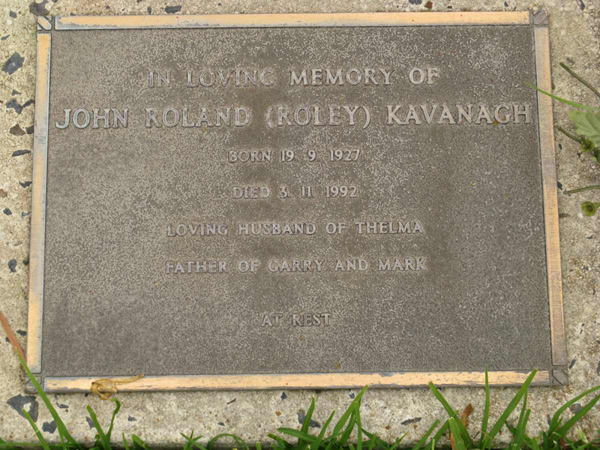 IN LOVING MEMORY OF
JOHN ROLAND (ROLEY) KAVANAGH
BORN 19 9 1927
DIED 3. 11 1992
LOVING HUSBAND OF THELMA
FATHER OF GARRY AND MARK
AT REST